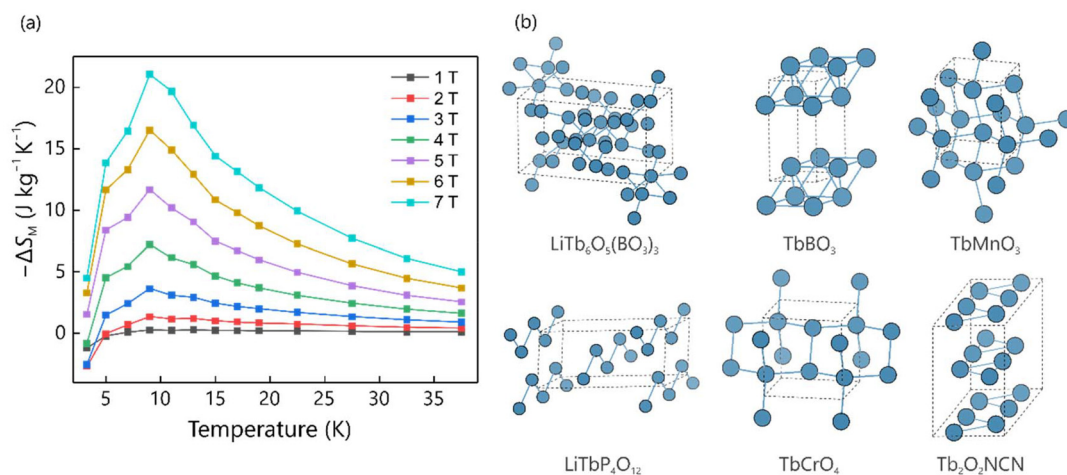 (a)
20
15
10
5
0
−ΔS_M (J kg⁻¹ K⁻¹)
1 T
2 T
3 T
4 T
5 T
6 T
7 T
5 10 15 20 25 30 35
Temperature (K)
(b)
LiTb₆O₅(BO₃)₃ TbBO₃ TbMnO₃
LiTbP₄O₁₂ TbCrO₄ Tb₂O₂NCN